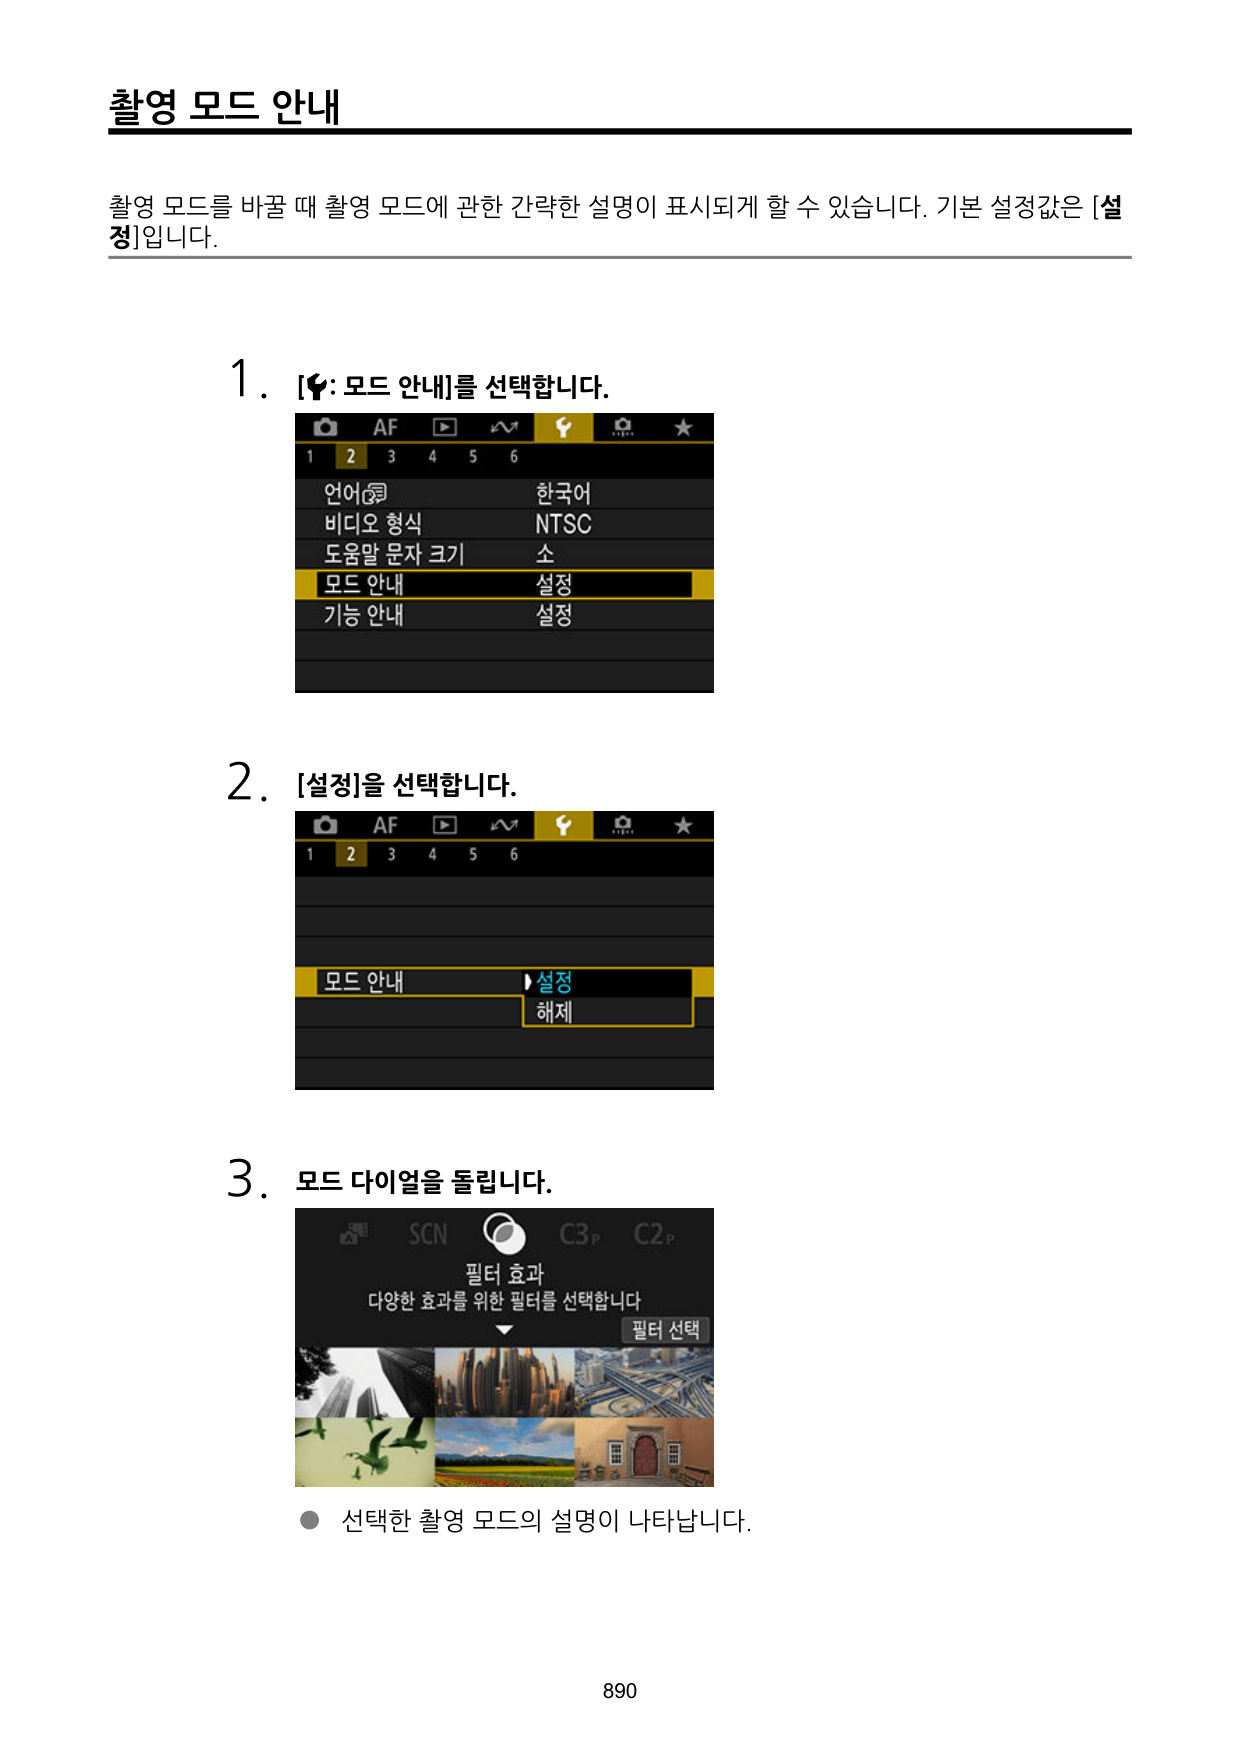 촬영 모드 안내
촬영 모드를 바꿀 때 촬영 모드에 관한 간략한 설명이 표시되게 할 수 있습니다. 기본 설정값은 [설
정]입니다.
1. [: 모드 안내]를 선택합니다.
AF
1 2 3 4 5 6
언어 한국어
비디오 형식 NTSC
도움말 문자 크기 소
모드 안내 설정
기능 안내 설정
2. [설정]을 선택합니다.
AF
1 2 3 4 5 6
모드 안내 설정
해제
3. 모드 다이얼을 돌립니다.
SCN C3P C2P
필터 효과
다양한 효과를 위한 필터를 선택합니다
필터 선택
● 선택한 촬영 모드의 설명이 나타납니다.
890